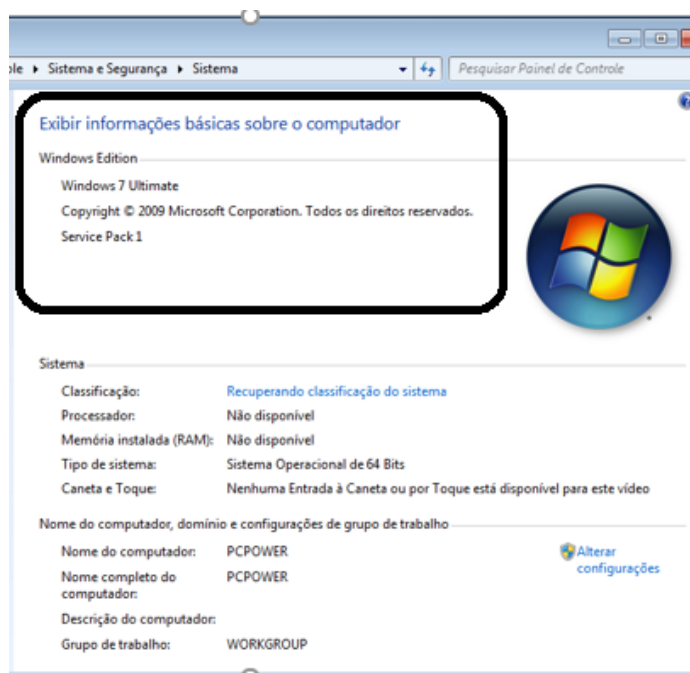 ole ▸ Sistema e Segurança ▸ Sistema
Pesquisar Painel de Controle
Exibir informações básicas sobre o computador
Windows Edition
Windows 7 Ultimate
Copyright © 2009 Microsoft Corporation. Todos os direitos reservados.
Service Pack 1
Sistema
Classificação: Recuperando classificação do sistema
Processador: Não disponível
Memória instalada (RAM): Não disponível
Tipo de sistema: Sistema Operacional de 64 Bits
Caneta e Toque: Nenhuma Entrada à Caneta ou por Toque está disponível para este vídeo
Nome do computador, domínio e configurações de grupo de trabalho
Nome do computador: PCPOWER
Alterar
configurações
Nome completo do
computador: PCPOWER
Descrição do computador:
Grupo de trabalho: WORKGROUP